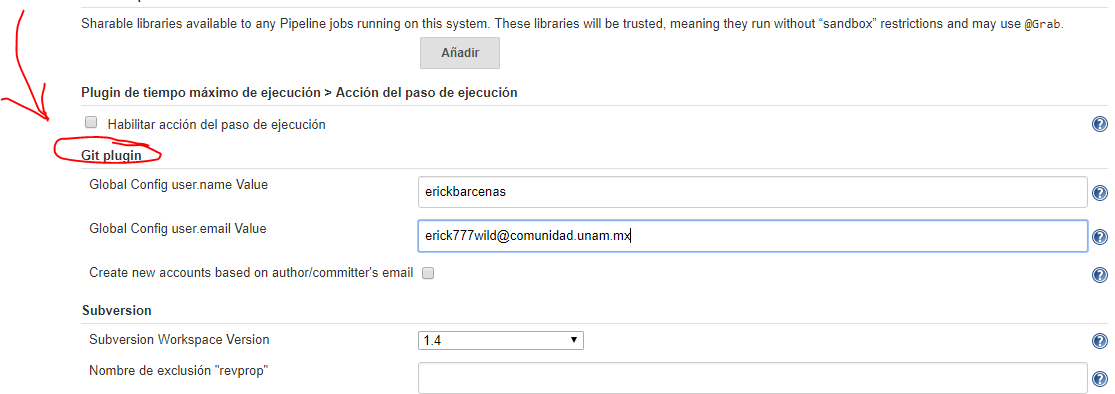 Sharable libraries available to any Pipeline jobs running on this system. These libraries will be trusted, meaning they run without “sandbox” restrictions and may use @Grab.
Añadir
Plugin de tiempo máximo de ejecución > Acción del paso de ejecución
Habilitar acción del paso de ejecución
Git plugin
Global Config user.name Value
erickbarcenas
Global Config user.email Value
erick777wild@comunidad.unam.mx
Create new accounts based on author/committer's email
Subversion
Subversion Workspace Version
1.4
Nombre de exclusión "revprop"